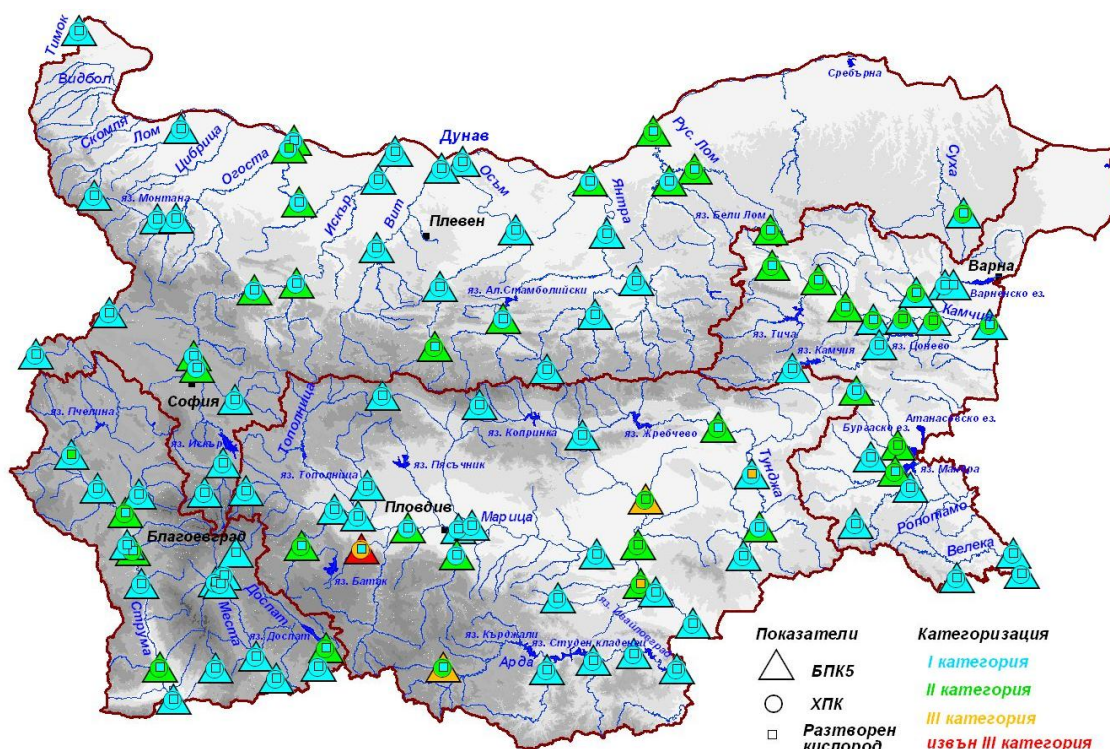 Тимок
Видбол
Скомля
Лом
Цибрица
Огоста
яз. Монтана
Искър
Вит
Дунав
Осъм
Плевен
Янтра
Рус. Лом
яз. Бели Лом
Сребърна
Суха
Варна
Варненско ез.
Камчия
яз. Цонево
яз. Тича
яз. Камчия
яз. Ал.Стамболийски
София
яз. Пчелина
яз. Искър
Тополница
яз. Тополница
яз. Пясъчник
яз. Копринка
яз. Жребчево
Тунджа
Атанасовско ез.
Бургаско ез.
яз. Мандра
Ропотамо
Велека
Пловдив
Марица
Благоевград
яз. Батак
Струма
Места
Доспат
яз. Доспат
яз. Кърджали
яз. Студен кладенец
яз. Ивайловград
Арда
Показатели
БПК5
ХПК
Разтворен
кислород
Категоризация
I категория
II категория
III категория
извън III категория